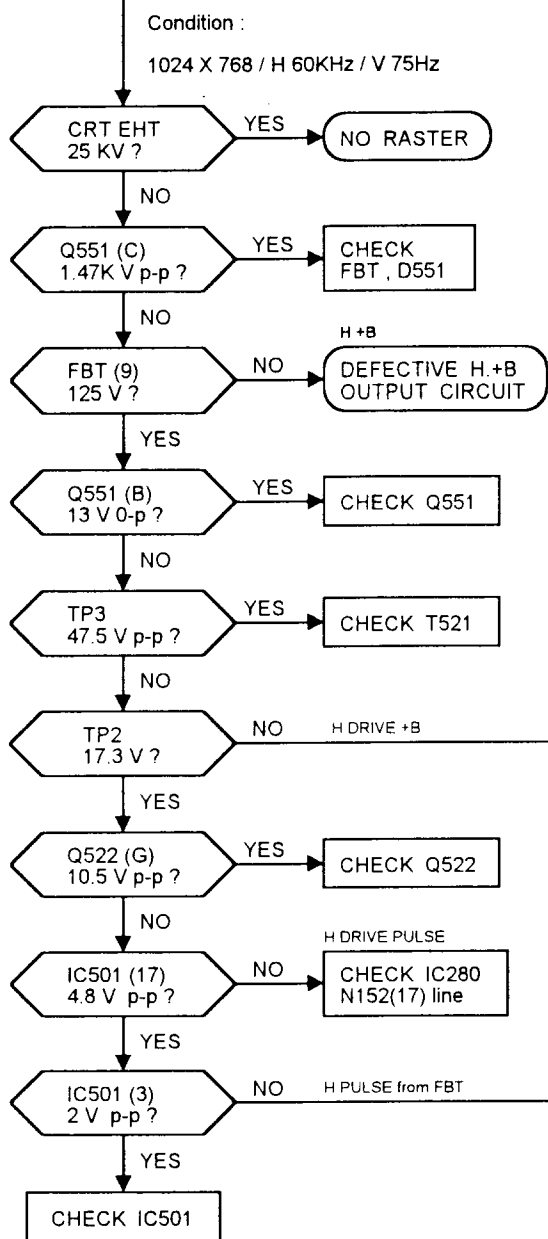 Condition :
1024 X 768 / H 60KHz / V 75Hz
CRT EHT
25 KV ?
YES
NO RASTER
NO
Q551 (C)
1.47K V p-p ?
YES
CHECK
FBT , D551
NO
H +B
FBT (9)
125 V ?
NO
DEFECTIVE H.+B
OUTPUT CIRCUIT
YES
Q551 (B)
13 V 0-p ?
YES
CHECK Q551
NO
TP3
47.5 V p-p ?
YES
CHECK T521
NO
TP2
17.3 V ?
NO
H DRIVE +B
YES
Q522 (G)
10.5 V p-p ?
YES
CHECK Q522
NO
H DRIVE PULSE
IC501 (17)
4.8 V p-p ?
NO
CHECK IC280
N152(17) line
YES
IC501 (3)
2 V p-p ?
NO
H PULSE from FBT
YES
CHECK IC501